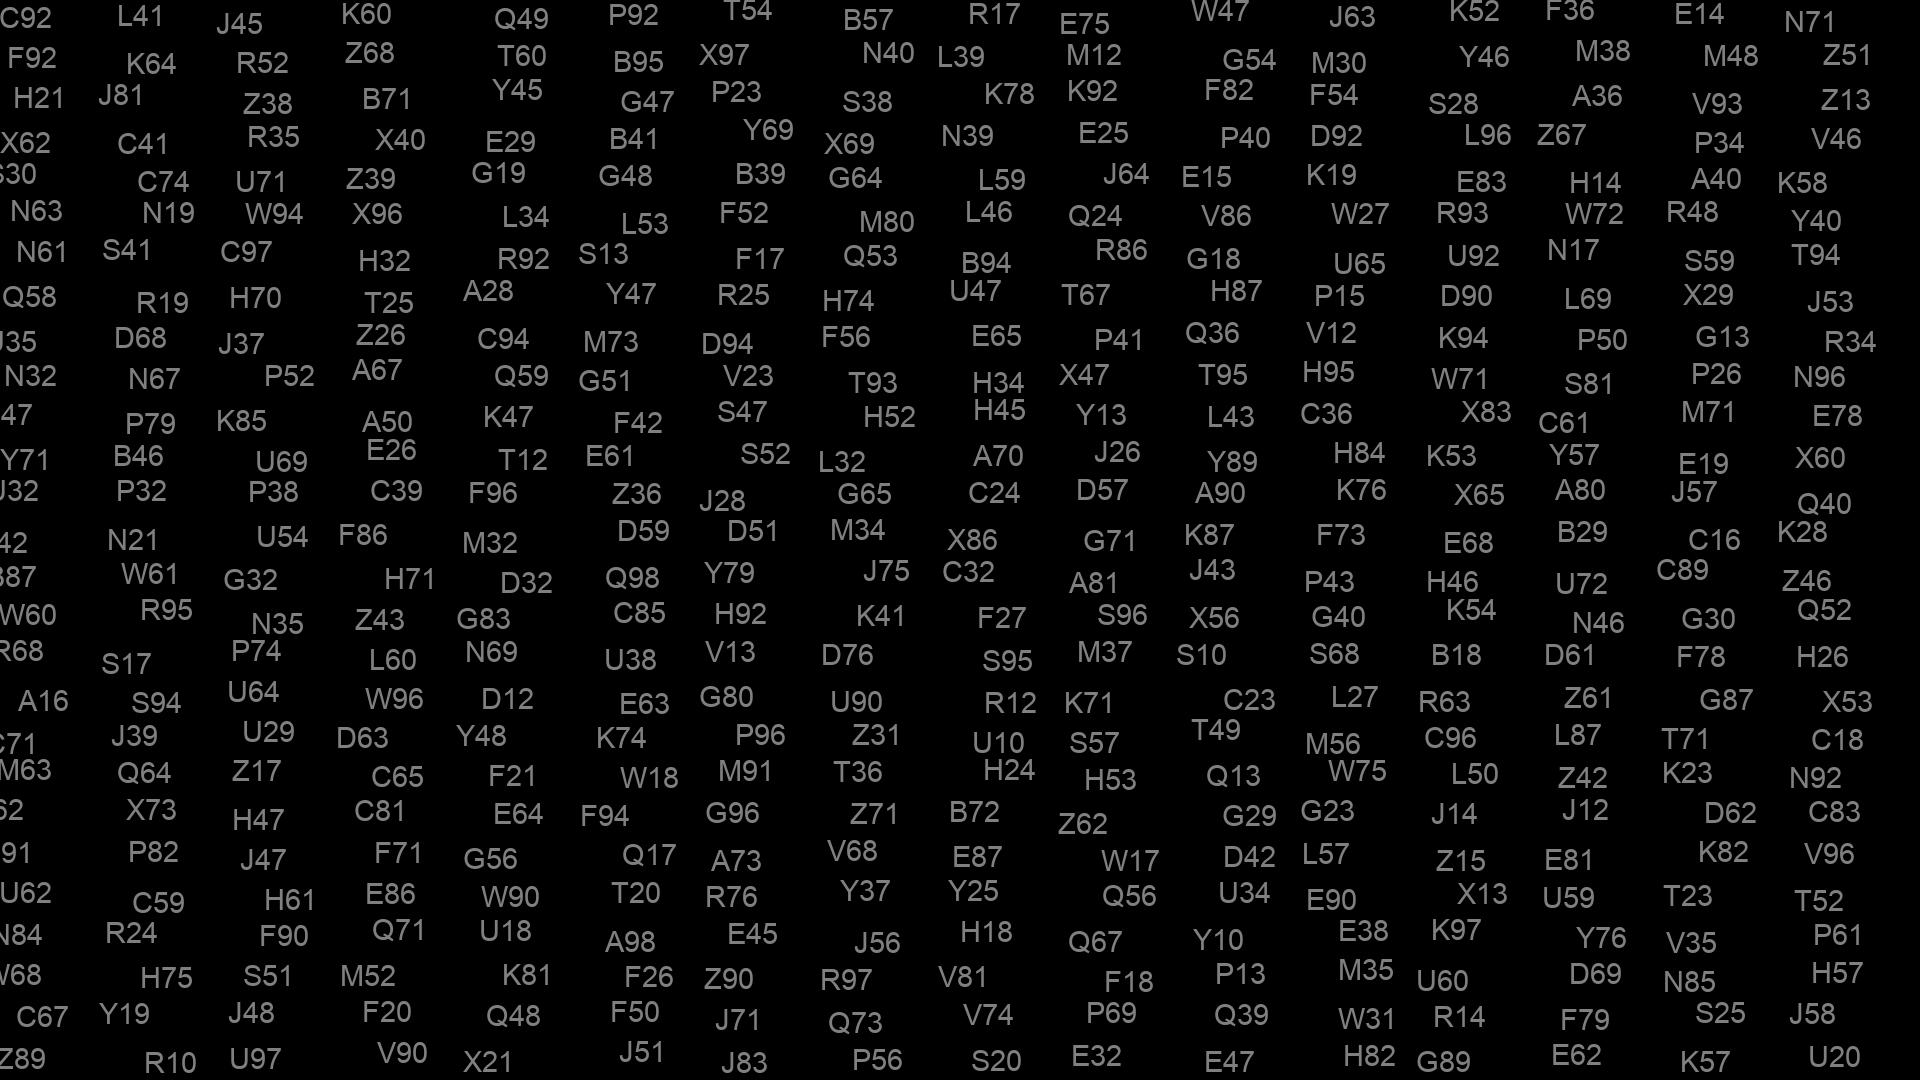 C92 L41 J45 K60 Q49 P92 T54 B57 R17 E75 W47 J63 K52 F36 E14 N71
F92 K64 R52 Z68 T60 B95 X97 N40 L39 M12 G54 M30 Y46 M38 M48 Z51
H21 J81 Z38 B71 Y45 G47 P23 S38 K78 K92 F82 F54 S28 A36 V93 Z13
X62 C41 R35 X40 E29 B41 Y69 X69 N39 E25 P40 D92 L96 Z67 P34 V46
S30 C74 U71 Z39 G19 G48 B39 G64 L59 J64 E15 K19 E83 H14 A40 K58
N63 N19 W94 X96 L34 L53 F52 M80 L46 Q24 V86 W27 R93 W72 R48 Y40
N61 S41 C97 H32 R92 S13 F17 Q53 B94 R86 G18 U65 U92 N17 S59 T94
Q58 R19 H70 T25 A28 Y47 R25 H74 U47 T67 H87 P15 D90 L69 X29 J53
35 D68 J37 Z26 C94 M73 D94 F56 E65 P41 Q36 V12 K94 P50 G13 R34
N32 N67 P52 A67 Q59 G51 V23 T93 H34 X47 T95 H95 W71 S81 P26 N96
47 P79 K85 A50 K47 F42 S47 H52 H45 Y13 L43 C36 X83 C61 M71 E78
Y71 B46 U69 E26 T12 E61 S52 L32 A70 J26 Y89 H84 K53 Y57 E19 X60
32 P32 P38 C39 F96 Z36 J28 G65 C24 D57 A90 K76 X65 A80 J57 Q40
42 N21 U54 F86 M32 D59 D51 M34 X86 G71 K87 F73 E68 B29 C16 K28
87 W61 G32 H71 D32 Q98 Y79 J75 C32 A81 J43 P43 H46 U72 C89 Z46
W60 R95 N35 Z43 G83 C85 H92 K41 F27 S96 X56 G40 K54 N46 G30 Q52
R68 S17 P74 L60 N69 U38 V13 D76 S95 M37 S10 S68 B18 D61 F78 H26
A16 S94 U64 W96 D12 E63 G80 U90 R12 K71 C23 L27 R63 Z61 G87 X53
C71 J39 U29 D63 Y48 K74 P96 Z31 U10 S57 T49 M56 C96 L87 T71 C18
M63 Q64 Z17 C65 F21 W18 M91 T36 H24 H53 Q13 W75 L50 Z42 K23 N92
62 X73 H47 C81 E64 F94 G96 Z71 B72 Z62 G29 G23 J14 J12 D62 C83
91 P82 J47 F71 G56 Q17 A73 V68 E87 W17 D42 L57 Z15 E81 K82 V96
U62 C59 H61 E86 W90 T20 R76 Y37 Y25 Q56 U34 E90 X13 U59 T23 T52
N84 R24 F90 Q71 U18 A98 E45 J56 H18 Q67 Y10 E38 K97 Y76 V35 P61
68 H75 S51 M52 K81 F26 Z90 R97 V81 F18 P13 M35 U60 D69 N85 H57
C67 Y19 J48 F20 Q48 F50 J71 Q73 V74 P69 Q39 W31 R14 F79 S25 J58
Z89 R10 U97 V90 X21 J51 J83 P56 S20 E32 E47 H82 G89 E62 K57 U20